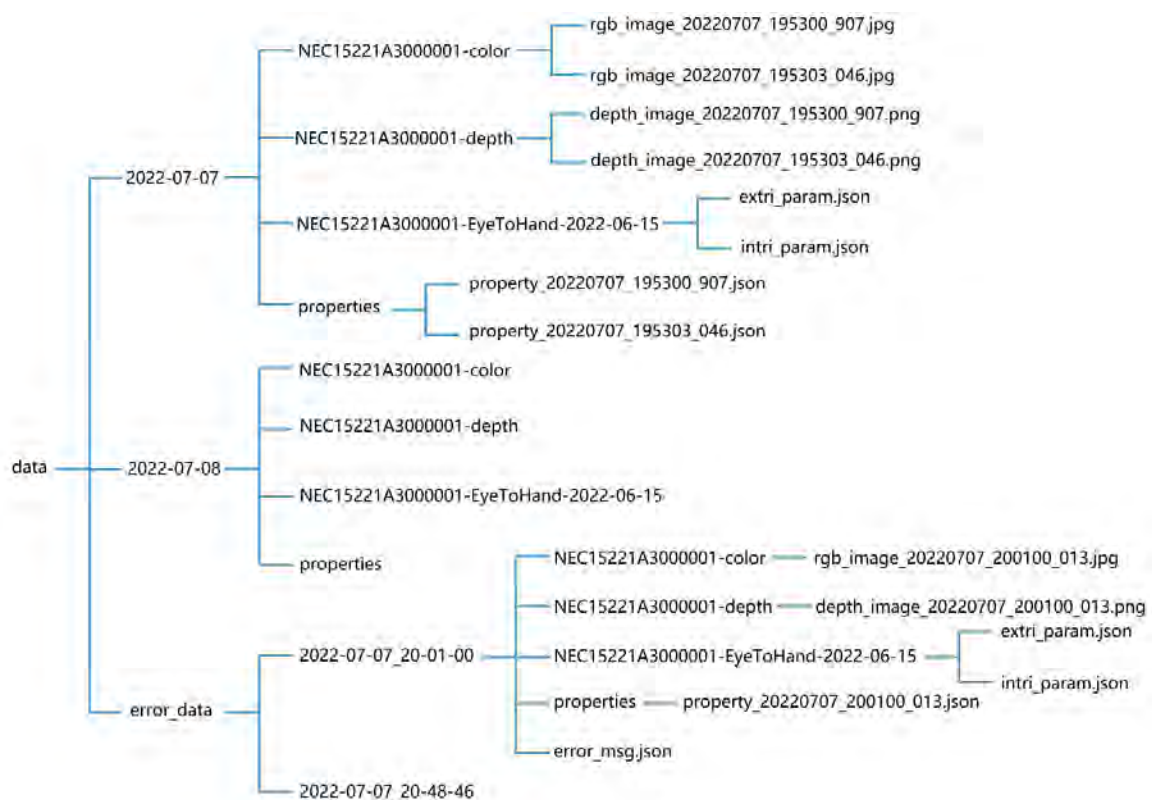 rgb_image_20220707_195300_907.jpg
NEC15221A3000001-color
rgb_image_20220707_195303_046.jpg
depth_image_20220707_195300_907.png
NEC15221A3000001-depth
depth_image_20220707_195303_046.png
2022-07-07
extri_param.json
NEC15221A3000001-EyeToHand-2022-06-15
intri_param.json
property_20220707_195300_907.json
properties
property_20220707_195303_046.json
NEC15221A3000001-color
NEC15221A3000001-depth
data
2022-07-08
NEC15221A3000001-EyeToHand-2022-06-15
properties
NEC15221A3000001-color
rgb_image_20220707_200100_013.jpg
NEC15221A3000001-depth
depth_image_20220707_200100_013.png
extri_param.json
2022-07-07_20-01-00
NEC15221A3000001-EyeToHand-2022-06-15
intri_param.json
properties
property_20220707_200100_013.json
error_data
error_msg.json
2022-07-07_20-48-46